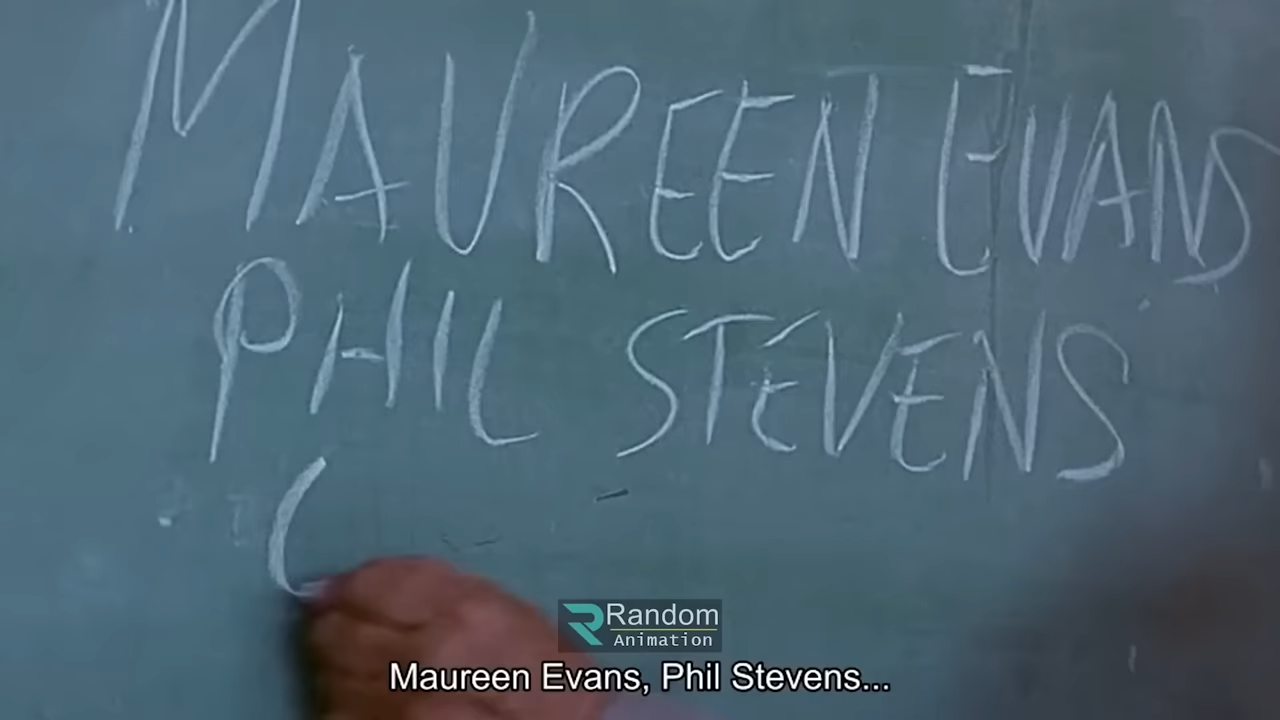 MAUREEN EVANS
PHIL STEVENS
C
Random
Animation
Maureen Evans, Phil Stevens...